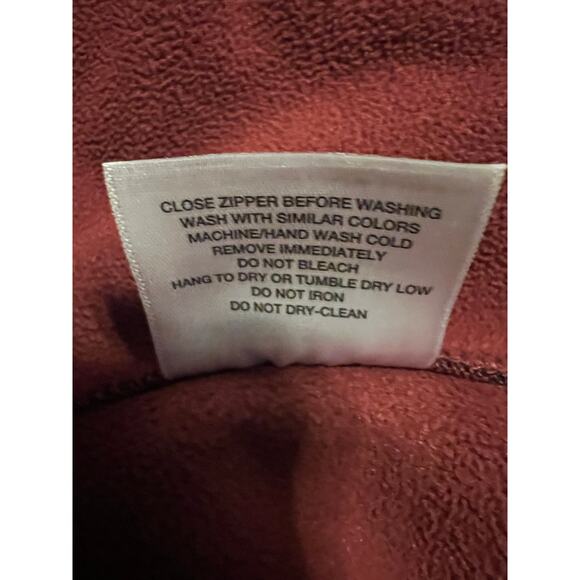 CLOSE ZIPPER BEFORE WASHING
WASH WITH SIMILAR COLORS
MACHINE/HAND WASH COLD
REMOVE IMMEDIATELY
DO NOT BLEACH
HANG TO DRY OR TUMBLE DRY LOW
DO NOT IRON
DO NOT DRY-CLEAN